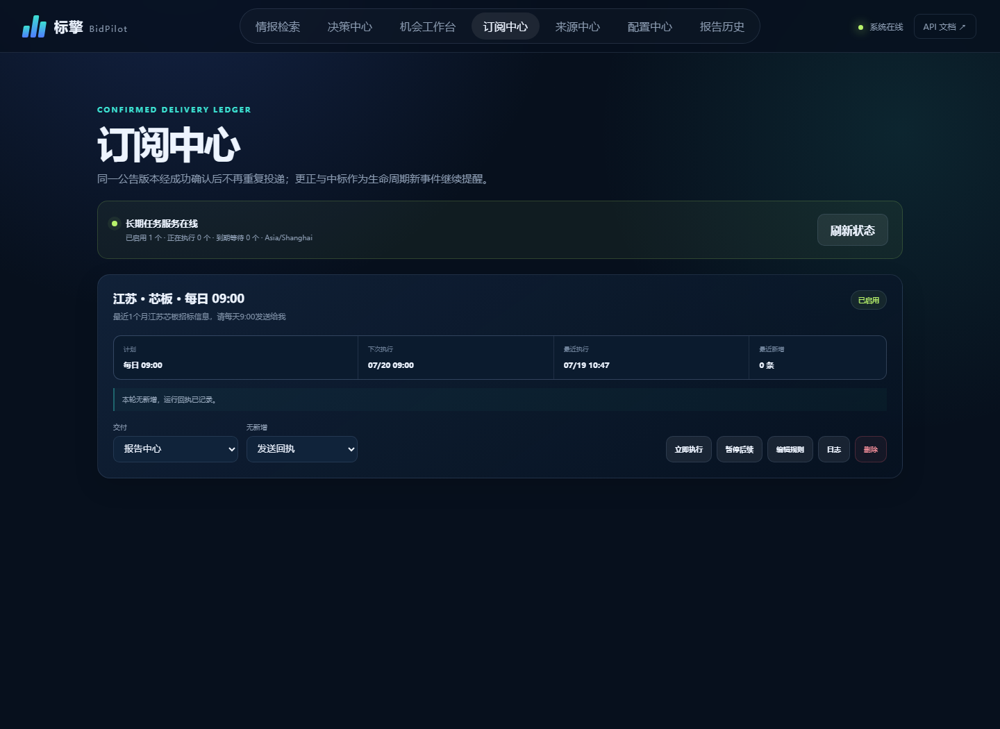 标擎 BidPilot
情报检索 决策中心 机会工作台 订阅中心 来源中心 配置中心 报告历史
系统在线
API 文档 ↗
CONFIRMED DELIVERY LEDGER
订阅中心
同一公告版本经成功确认后不再重复投递；更正与中标作为生命周期新事件继续提醒。
长期任务服务在线
已启用 1 个 · 正在执行 0 个 · 到期等待 0 个 · Asia/Shanghai
刷新状态
江苏 • 芯板 • 每日 09:00
已启用
最近1个月江苏芯板招标信息，请每天9:00发送给我
计划 下次执行 最近执行 最近新增
每日 09:00 07/20 09:00 07/19 10:47 0 条
本轮无新增，运行回执已记录。
交付 无新增
报告中心 发送回执 立即执行 暂停后续 编辑规则 日志 删除